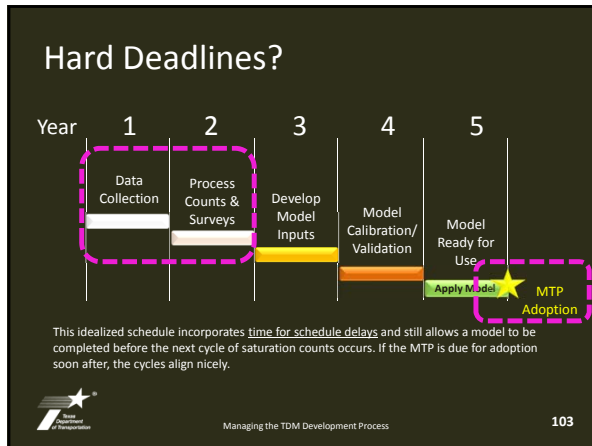 Hard Deadlines?
Year 1 2 3 4 5
Data
Collection
Process
Counts &
Surveys
Develop
Model
Inputs
Model
Calibration/
Validation
Model
Ready for
Use
Apply Model
MTP
Adoption
This idealized schedule incorporates time for schedule delays and still allows a model to be
completed before the next cycle of saturation counts occurs. If the MTP is due for adoption
soon after, the cycles align nicely.
Texas
Department
of Transportation
Managing the TDM Development Process
103